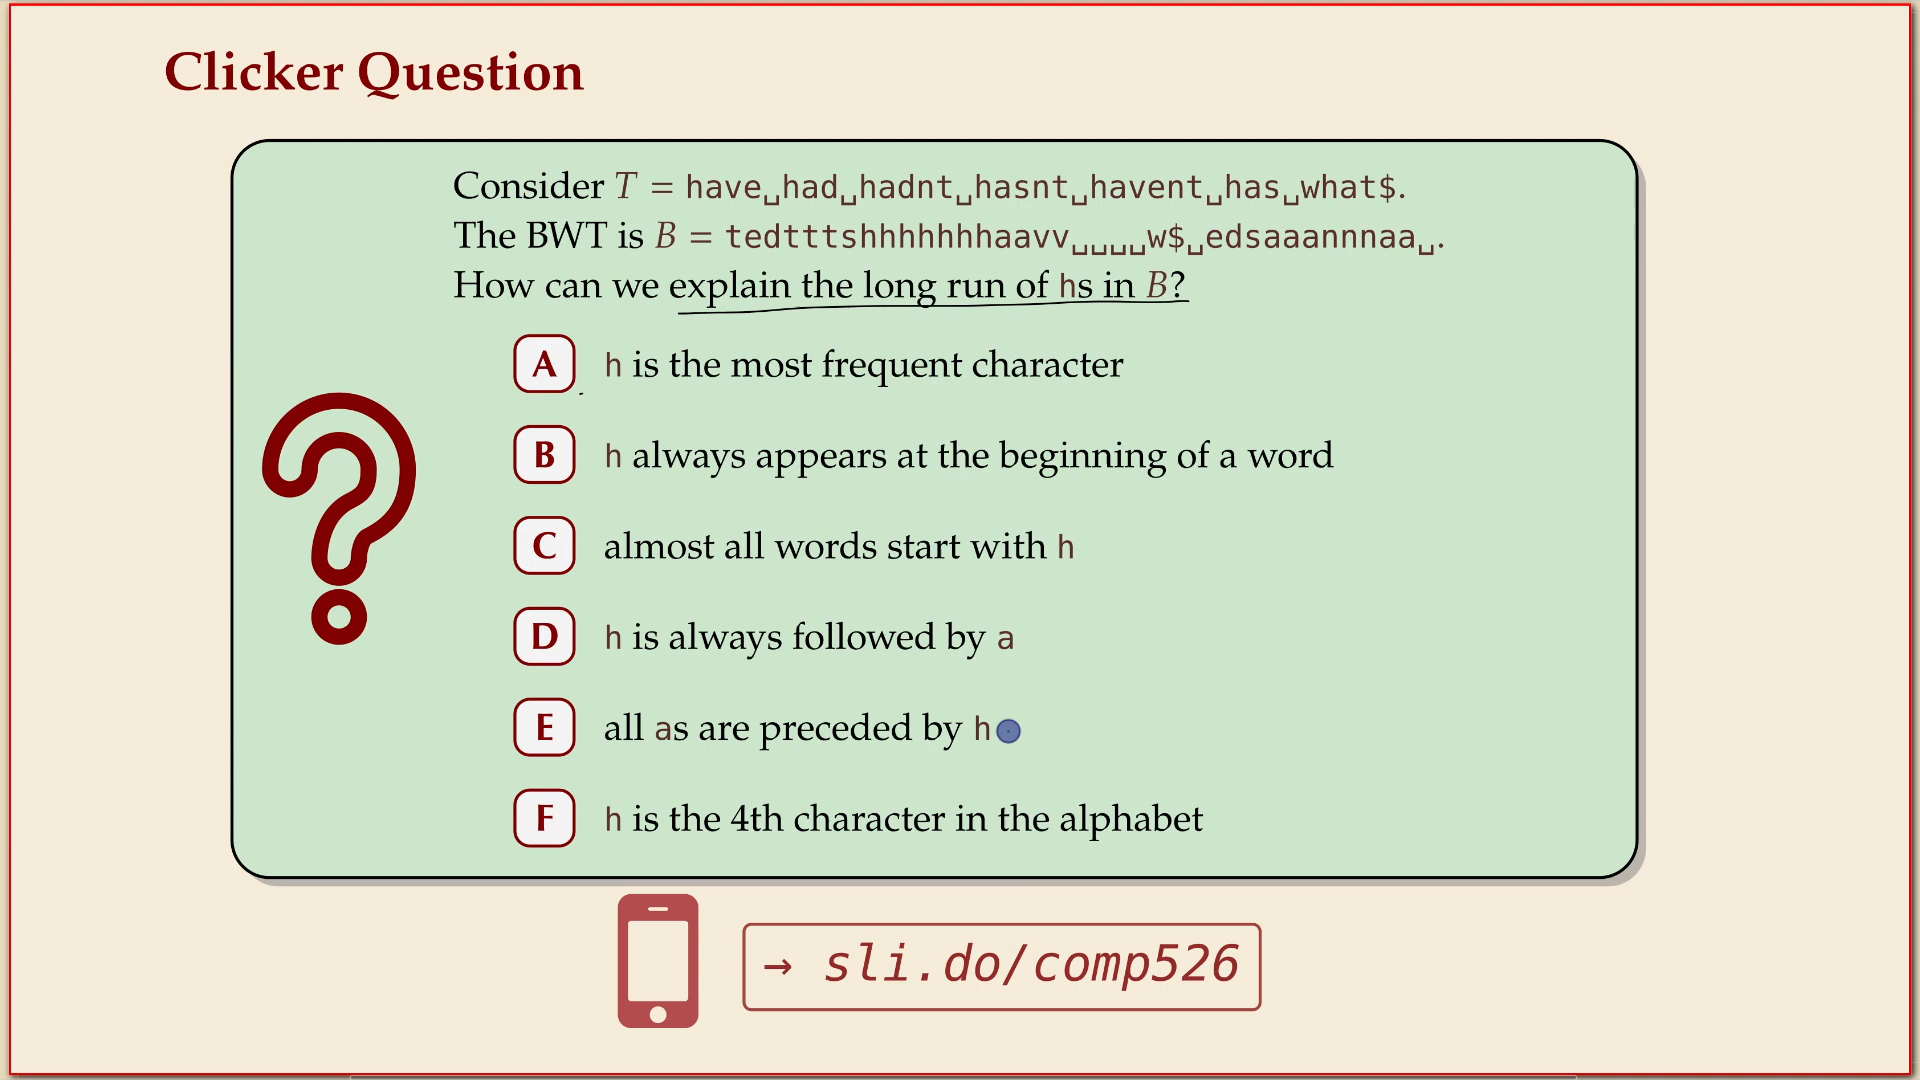 Clicker Question
Consider T = have␣had␣hadnt␣hasnt␣havent␣has␣what$.
The BWT is B = tedtttshhhhhhhaavv␣␣␣␣w$␣edsaaannnaa␣.
How can we explain the long run of hs in B?
A h is the most frequent character
B h always appears at the beginning of a word
C almost all words start with h
D h is always followed by a
E all as are preceded by h
F h is the 4th character in the alphabet
→ sli.do/comp526